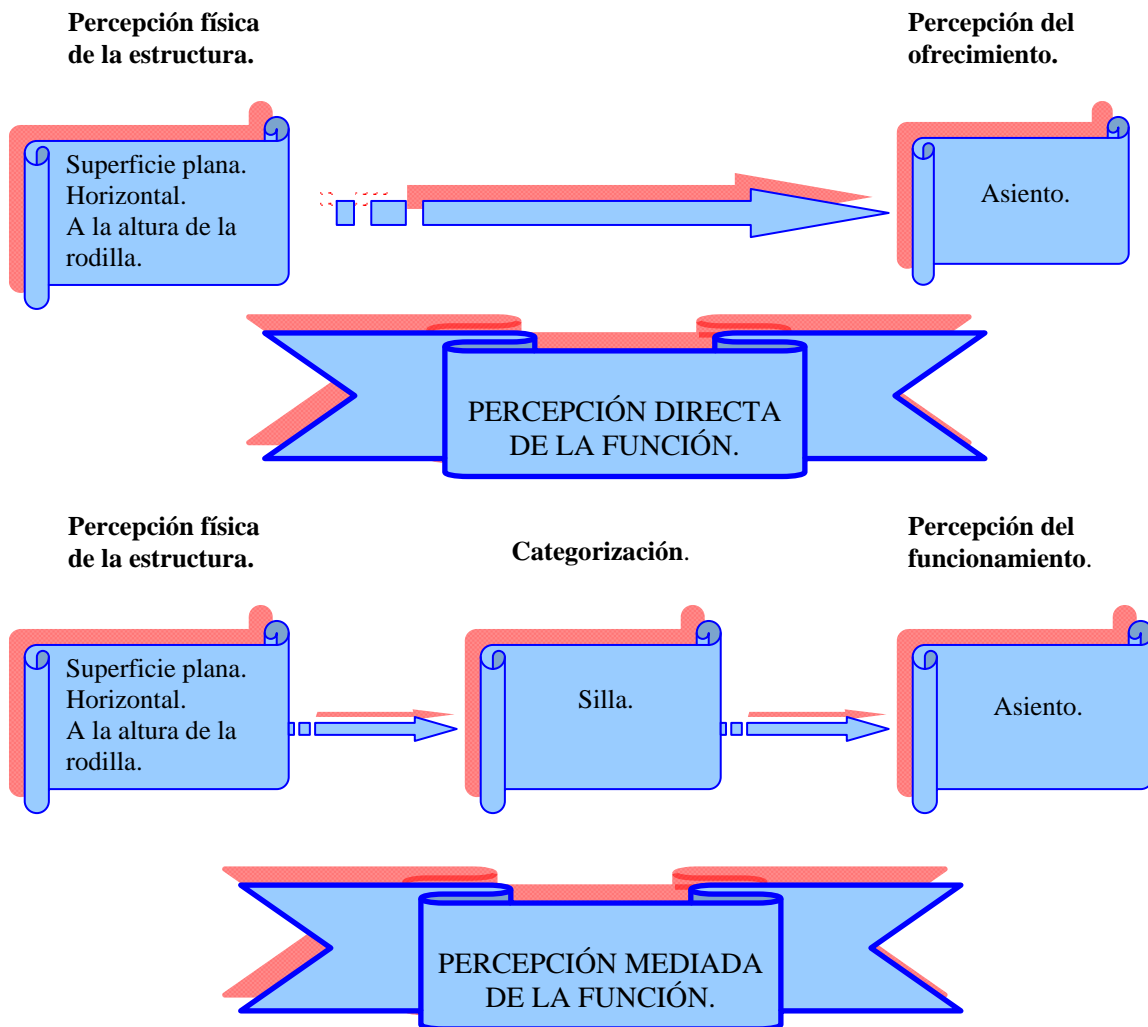 Percepción física
de la estructura.
Percepción del
ofrecimiento.
Superficie plana.
Horizontal.
A la altura de la
rodilla.
Asiento.
PERCEPCIÓN DIRECTA
DE LA FUNCIÓN.
Percepción física
de la estructura.
Categorización.
Percepción del
funcionamiento.
Superficie plana.
Horizontal.
A la altura de la
rodilla.
Silla.
Asiento.
PERCEPCIÓN MEDIADA
DE LA FUNCIÓN.